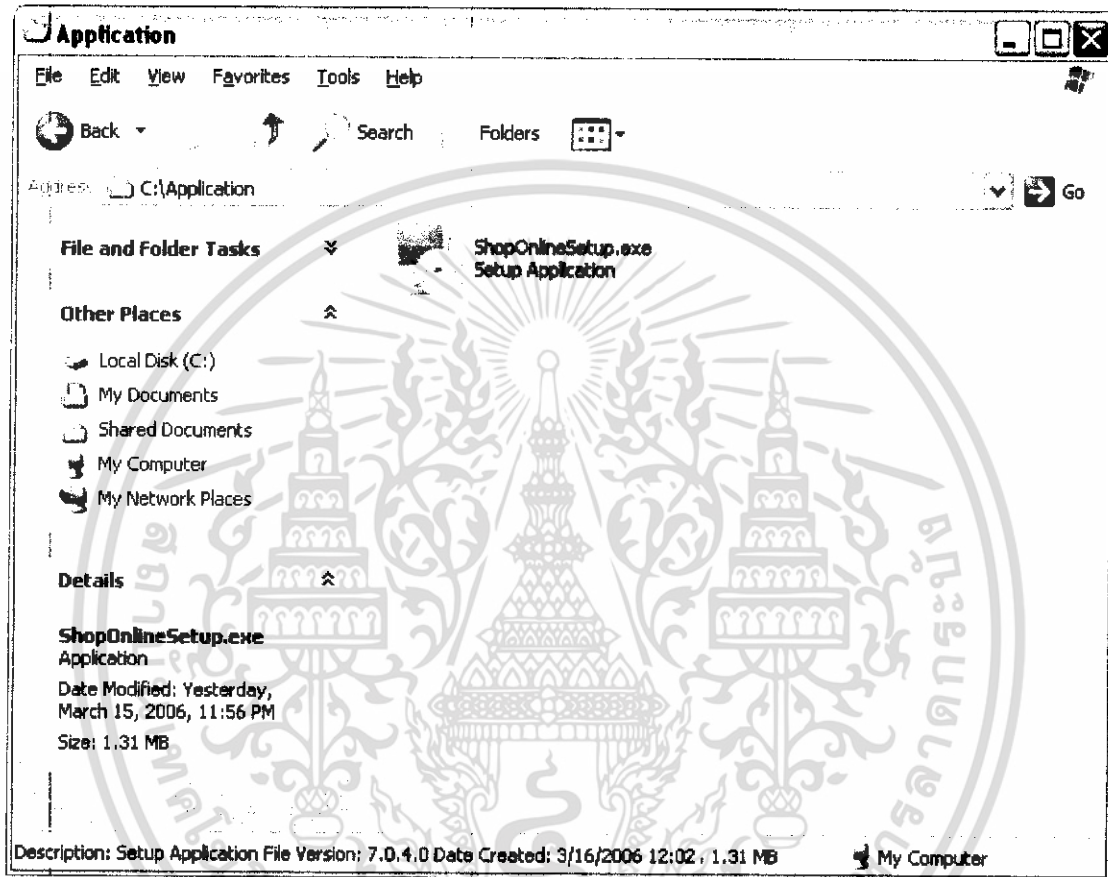 Application
File Edit View Favorites Tools Help
Back Search Folders
Address C:\Application Go
File and Folder Tasks
ShopOnlineSetup.exe
Setup Application
Other Places
Local Disk (C:)
My Documents
Shared Documents
My Computer
My Network Places
Details
ShopOnlineSetup.exe
Application
Date Modified: Yesterday,
March 15, 2006, 11:56 PM
Size: 1.31 MB
Description: Setup Application File Version: 7.0.4.0 Date Created: 3/16/2006 12:02, 1.31 MB My Computer